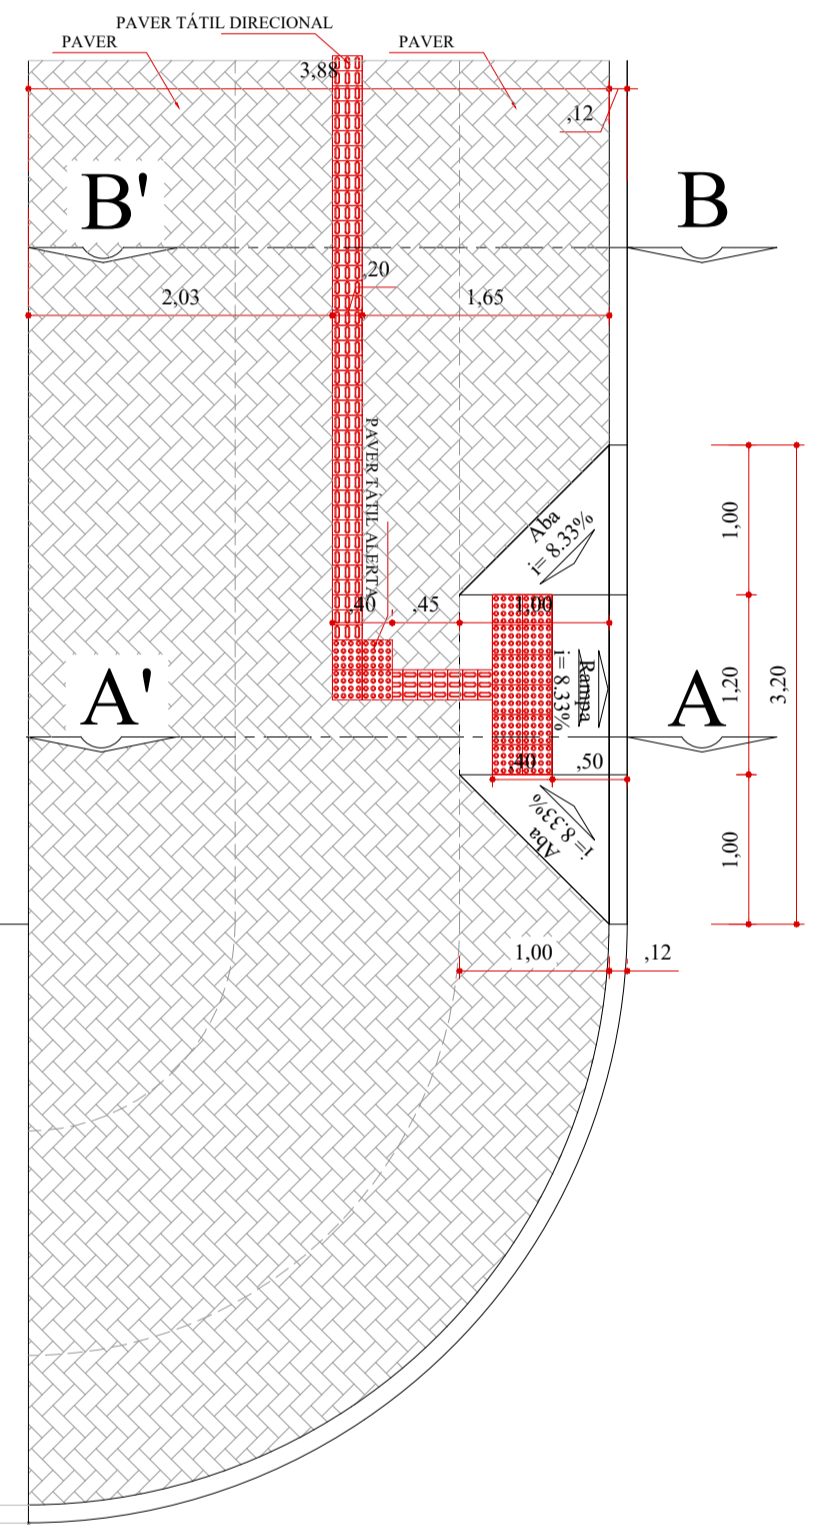 PAVER TÁTIL DIRECIONAL
PAVER
PAVER
3,88
,12
B'
B
,20
2,03
1,65
PAVER TÁTIL ALERTA
Aba
i= 8.33%
1,00
,40
,45
1,00
A'
Rampa
i= 8.33%
A
1,20
3,20
,40
,50
Aba
i= 8.33%
1,00
1,00
,12